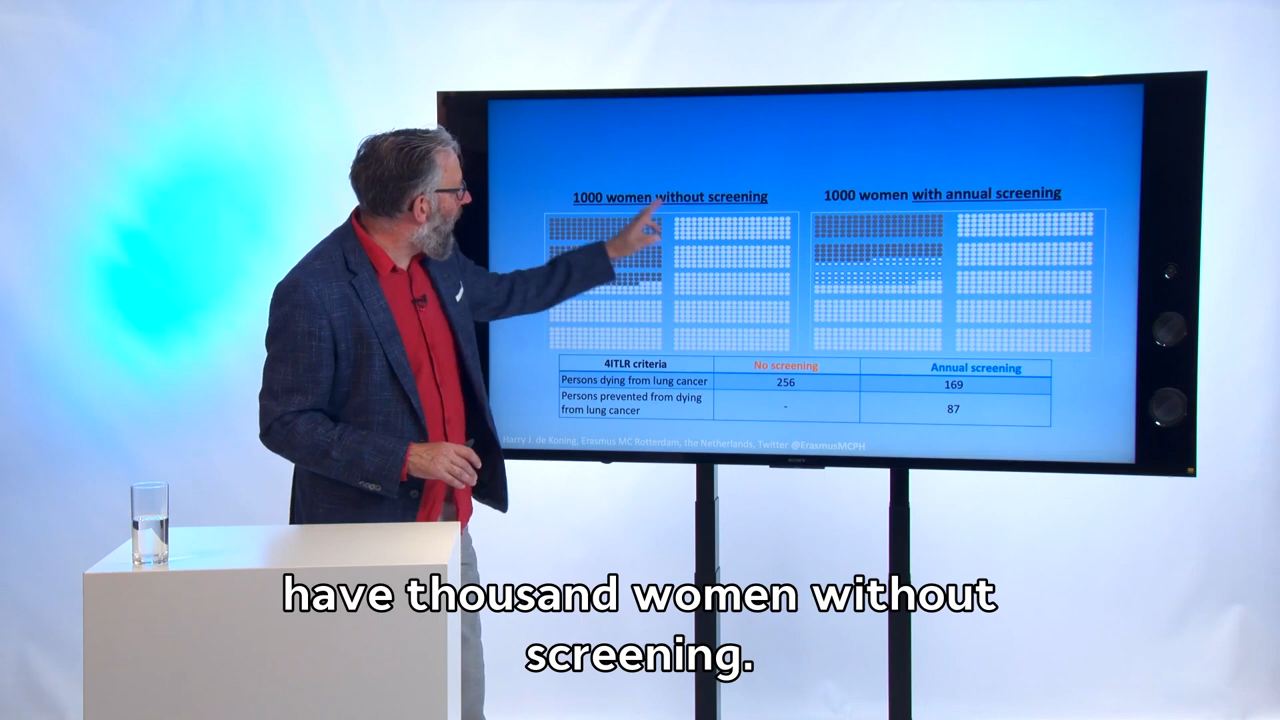 1000 women without screening
1000 women with annual screening
4ITLR criteria No screening Annual screening
Persons dying from lung cancer 256 169
Persons prevented from dying
from lung cancer - 87
Harry J. de Koning, Erasmus MC Rotterdam, the Netherlands, Twitter @ErasmusMCPH
SONY
have thousand women without
screening.